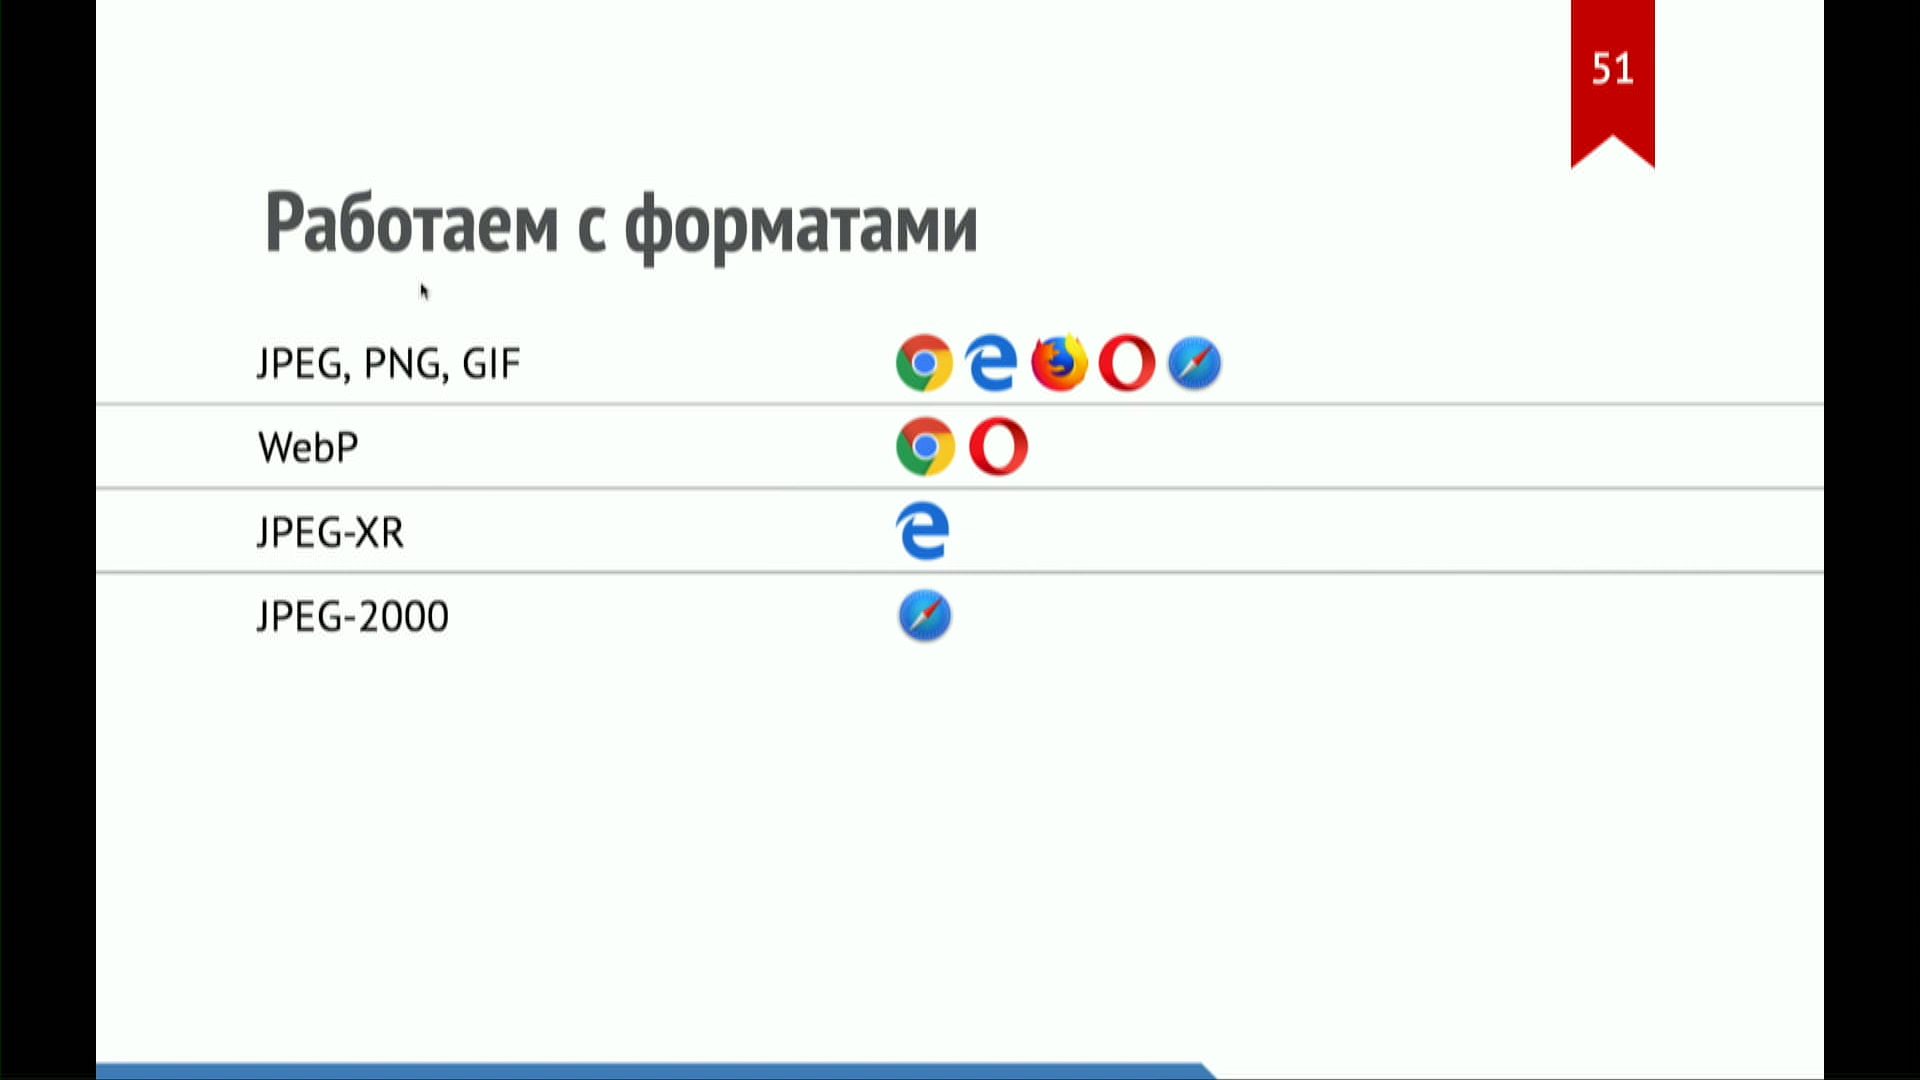 51
Работаем с форматами
JPEG, PNG, GIF
WebP
JPEG-XR
JPEG-2000